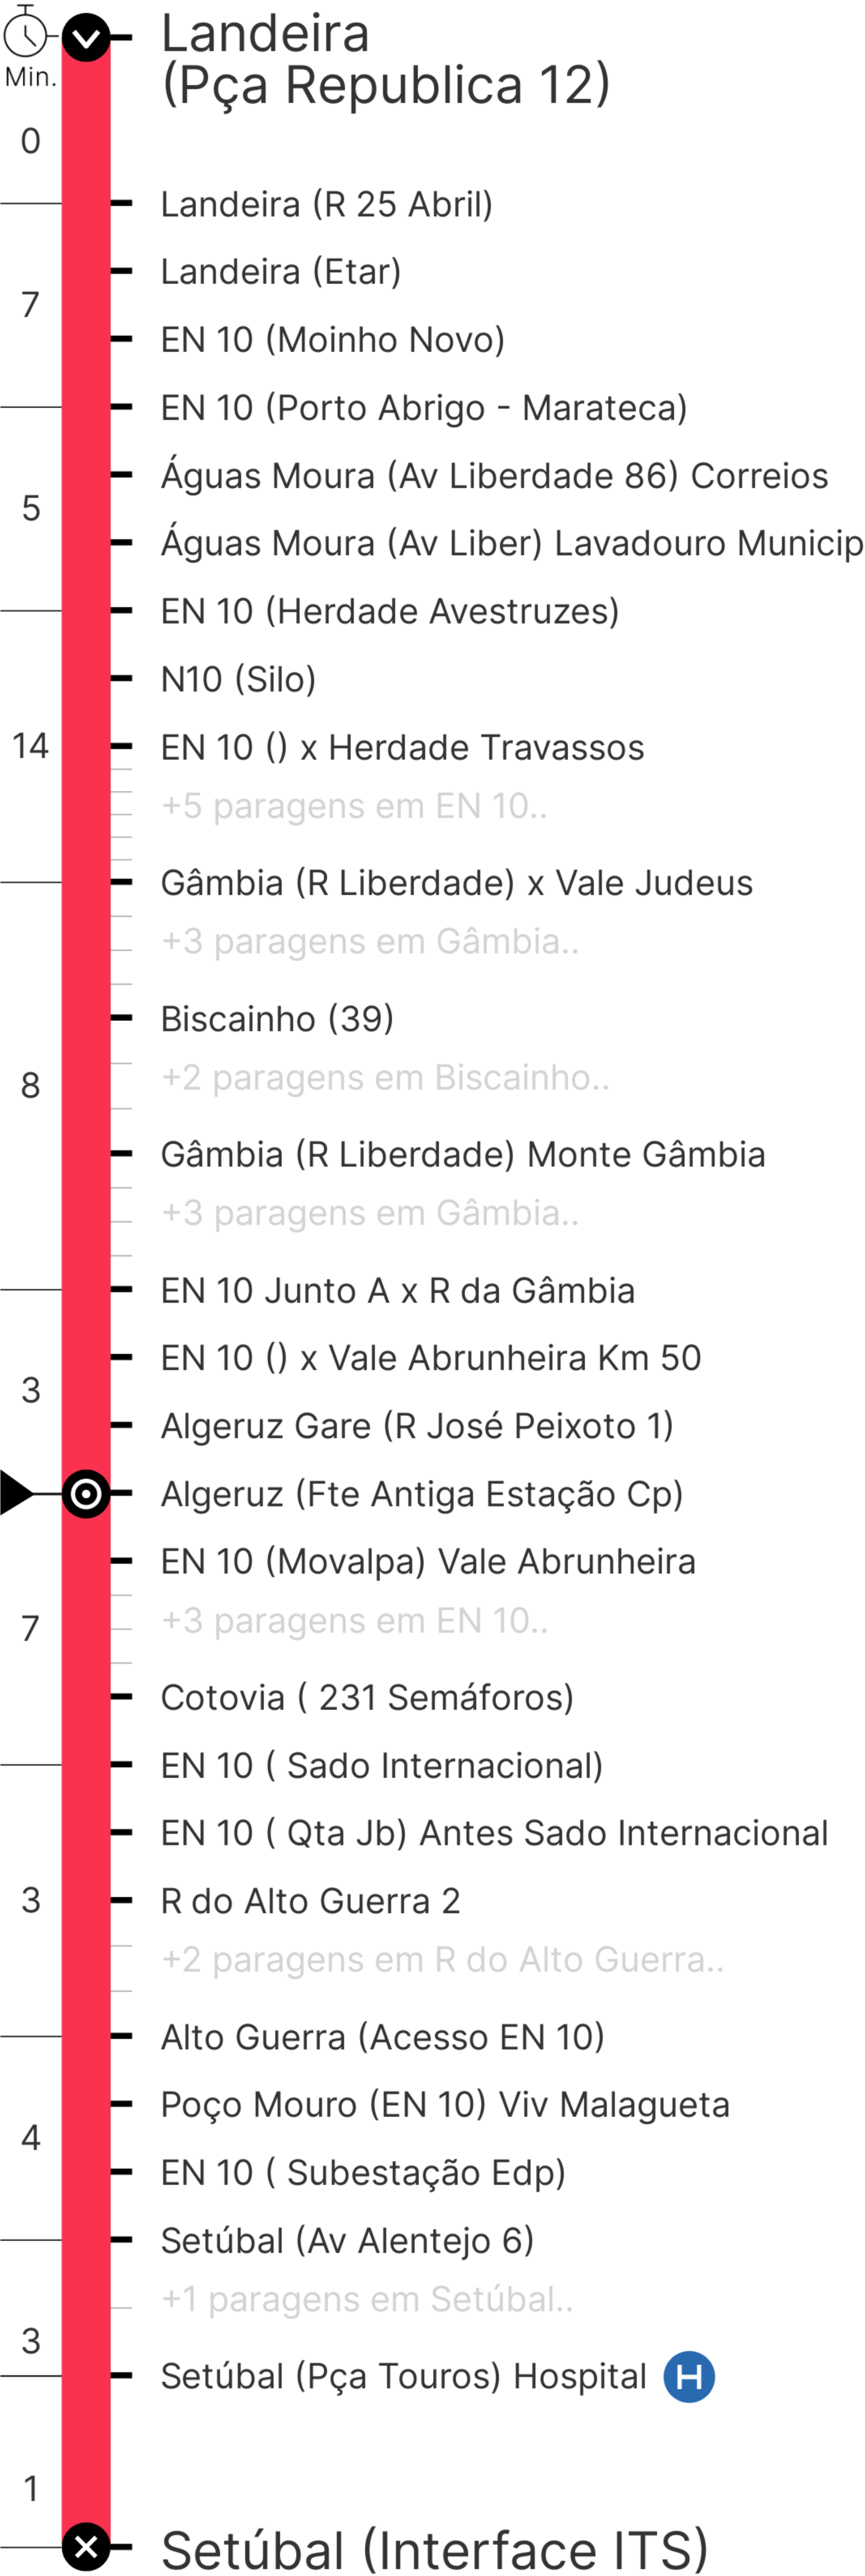 Landeira
(Pça Republica 12)
Min.
0
Landeira (R 25 Abril)
Landeira (Etar)
7
EN 10 (Moinho Novo)
EN 10 (Porto Abrigo - Marateca)
Águas Moura (Av Liberdade 86) Correios
5
Águas Moura (Av Liber) Lavadouro Municip
EN 10 (Herdade Avestruzes)
N10 (Silo)
14
EN 10 () x Herdade Travassos
+5 paragens em EN 10..
Gâmbia (R Liberdade) x Vale Judeus
+3 paragens em Gâmbia..
Biscainho (39)
+2 paragens em Biscainho..
8
Gâmbia (R Liberdade) Monte Gâmbia
+3 paragens em Gâmbia..
EN 10 Junto A x R da Gâmbia
EN 10 () x Vale Abrunheira Km 50
3
Algeruz Gare (R José Peixoto 1)
Algeruz (Fte Antiga Estação Cp)
EN 10 (Movalpa) Vale Abrunheira
+3 paragens em EN 10..
7
Cotovia ( 231 Semáforos)
EN 10 ( Sado Internacional)
EN 10 ( Qta Jb) Antes Sado Internacional
3
R do Alto Guerra 2
+2 paragens em R do Alto Guerra..
Alto Guerra (Acesso EN 10)
Poço Mouro (EN 10) Viv Malagueta
4
EN 10 ( Subestação Edp)
Setúbal (Av Alentejo 6)
+1 paragens em Setúbal..
3
Setúbal (Pça Touros) Hospital H
1
Setúbal (Interface ITS)